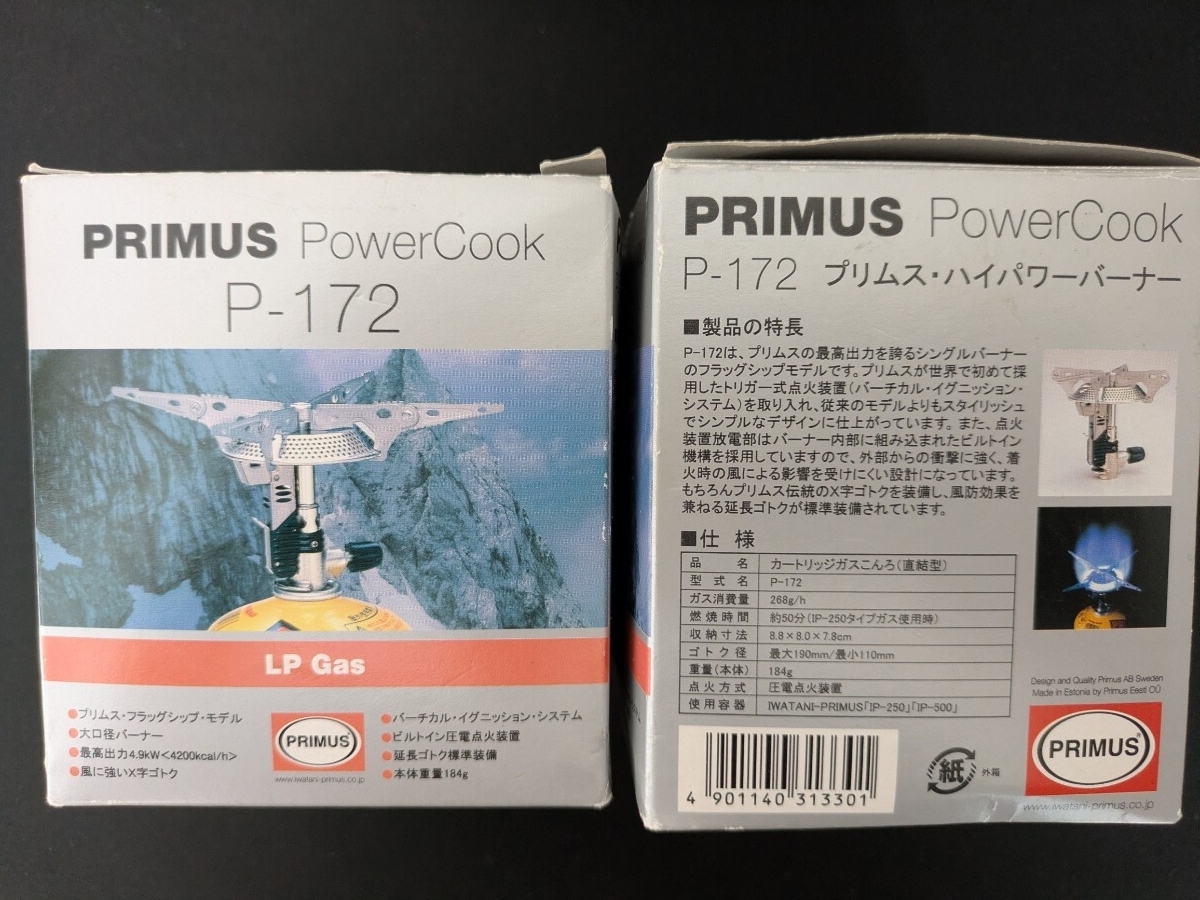 PRIMUS PowerCook
P-172
LP Gas
●プリムス・フラッグシップ・モデル
●大口径バーナー
●最高出力4.9kW<4200kcal/h>
●風に強いX字ゴトク
PRIMUS®
www.iwatani-primus.co.jp
●バーチカル・イグニッション・システム
●ビルトイン圧電点火装置
●延長ゴトク標準装備
●本体重量184g
PRIMUS PowerCook
P-172 プリムス・ハイパワーバーナー
■製品の特長
P-172は、プリムスの最高出力を誇るシングルバーナー
のフラッグシップモデルです。プリムスが世界で初めて採
用したトリガー式点火装置(バーチカル・イグニッション・
システム)を取り入れ、従来のモデルよりもスタイリッシュ
でシンプルなデザインに仕上がっています。また、点火
装置放電部はバーナー内部に組み込まれたビルトイン
機構を採用していますので、外部からの衝撃に強く、着
火時の風による影響を受けにくい設計になっています。
もちろんプリムス伝統のX字ゴトクを装備し、風防効果を
兼ねる延長ゴトクが標準装備されています。
■仕 様
品 名 カートリッジガスこんろ(直結型)
型 式 名 P-172
ガス消費量 268g/h
燃焼時間 約50分(IP-250タイプガス使用時)
収納寸法 8.8×8.0×7.8cm
ゴトク径 最大190mm/最小110mm
重量(本体) 184g
点火方式 圧電点火装置
使用容器 IWATANI-PRIMUS「IP-250」「IP-500」
Design and Quality Primus AB Sweden
Made in Estonia by Primus Eesti OÜ
4 901140 313301
紙 外箱
PRIMUS®
www.iwatani-primus.co.jp